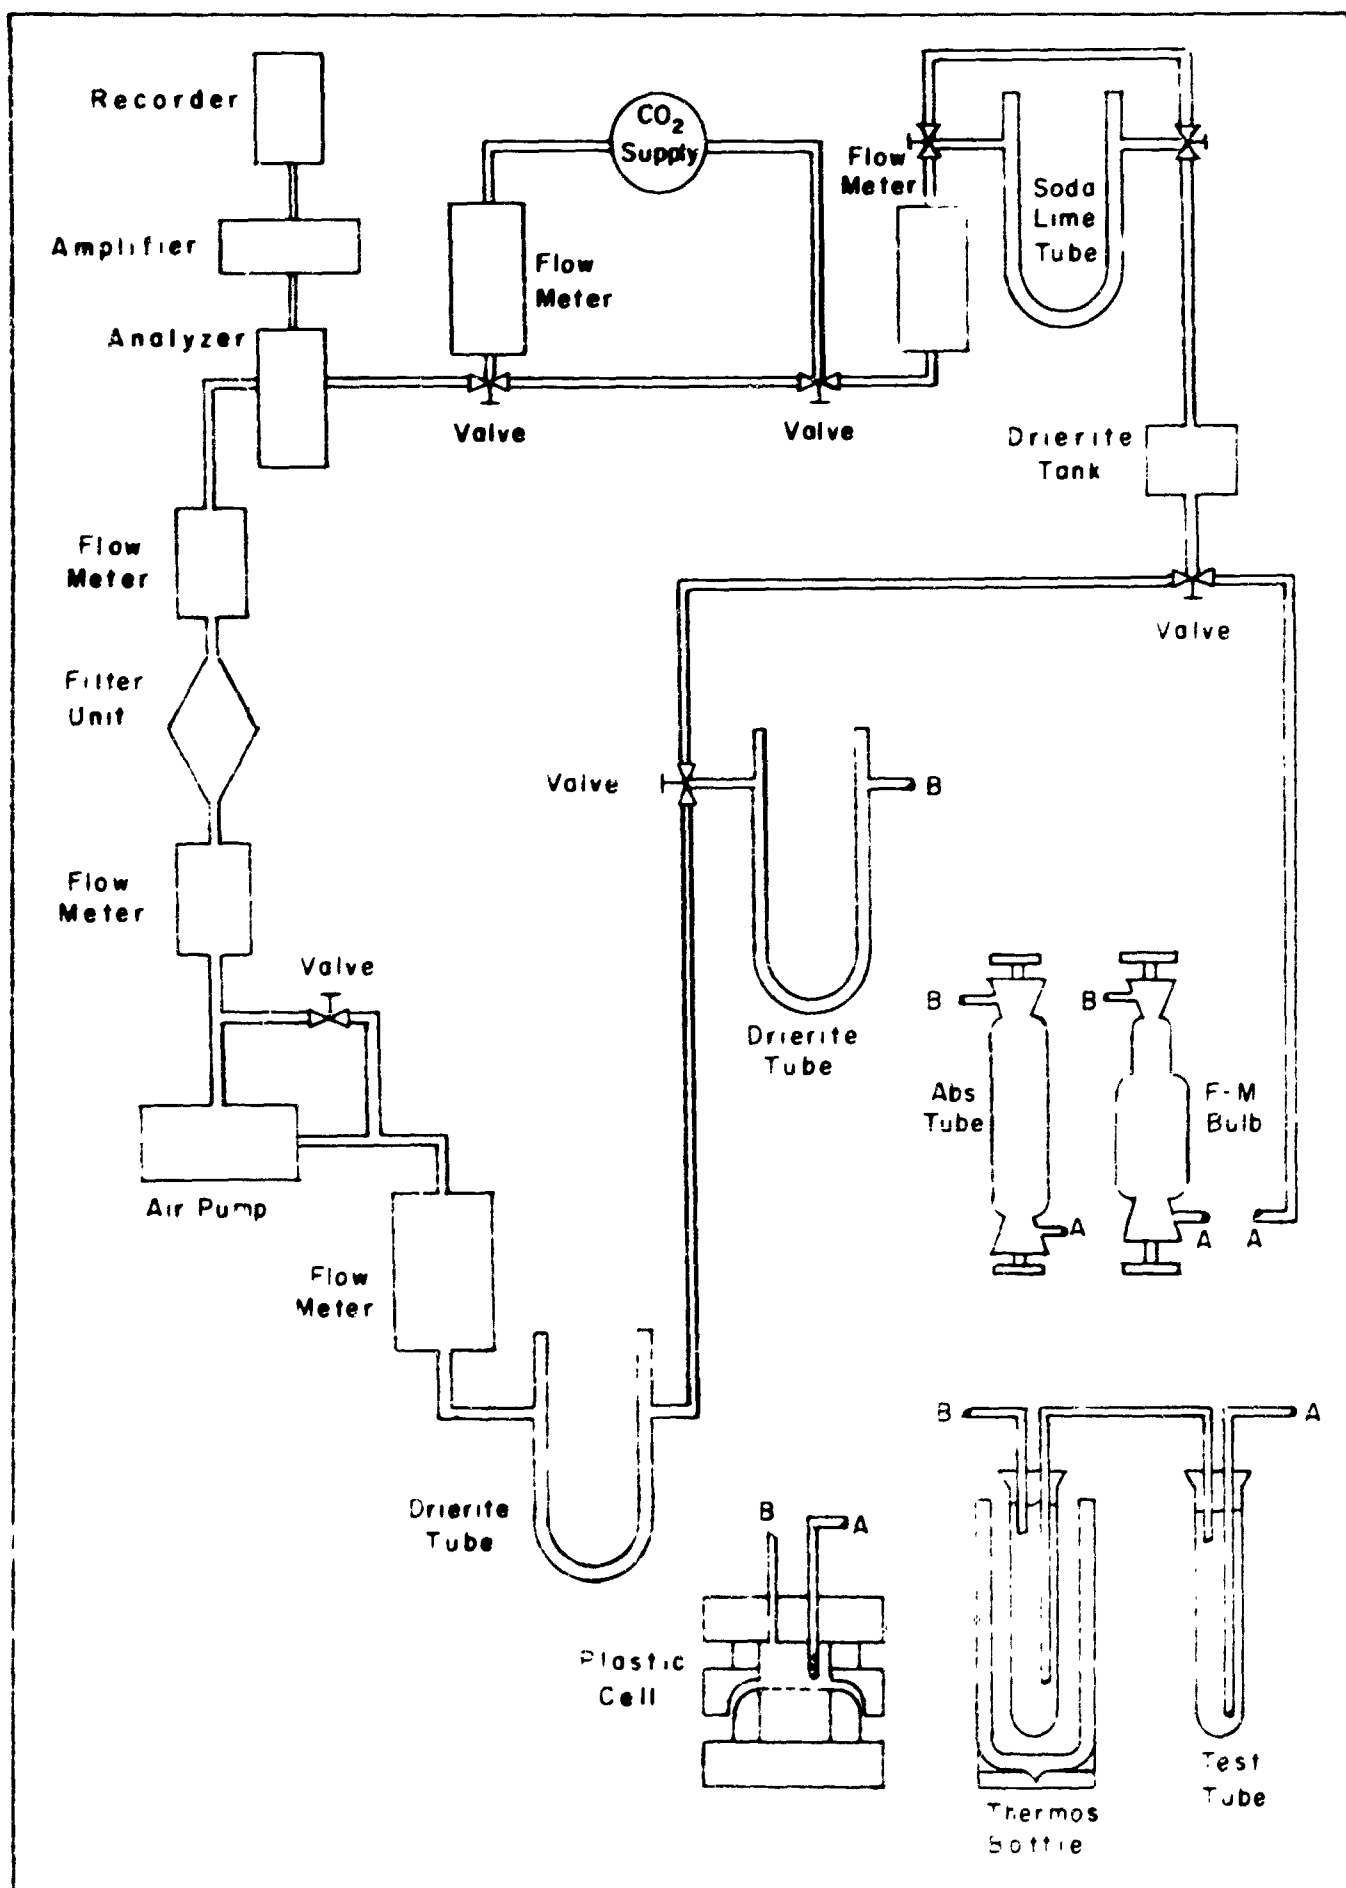 Recorder
CO2
Supply
Flow
Meter
Soda
Lime
Tube
Amplifier
Flow
Meter
Analyzer
Valve
Valve
Drierite
Tank
Flow
Meter
Valve
Filter
Unit
Valve
B
Flow
Meter
Valve
B
B
Drierite
Tube
Abs
Tube
F-M
Bulb
Air Pump
A
A
A
Flow
Meter
B
A
Drierite
Tube
B
A
Plastic
Cell
Test
Tube
Thermos
Bottle